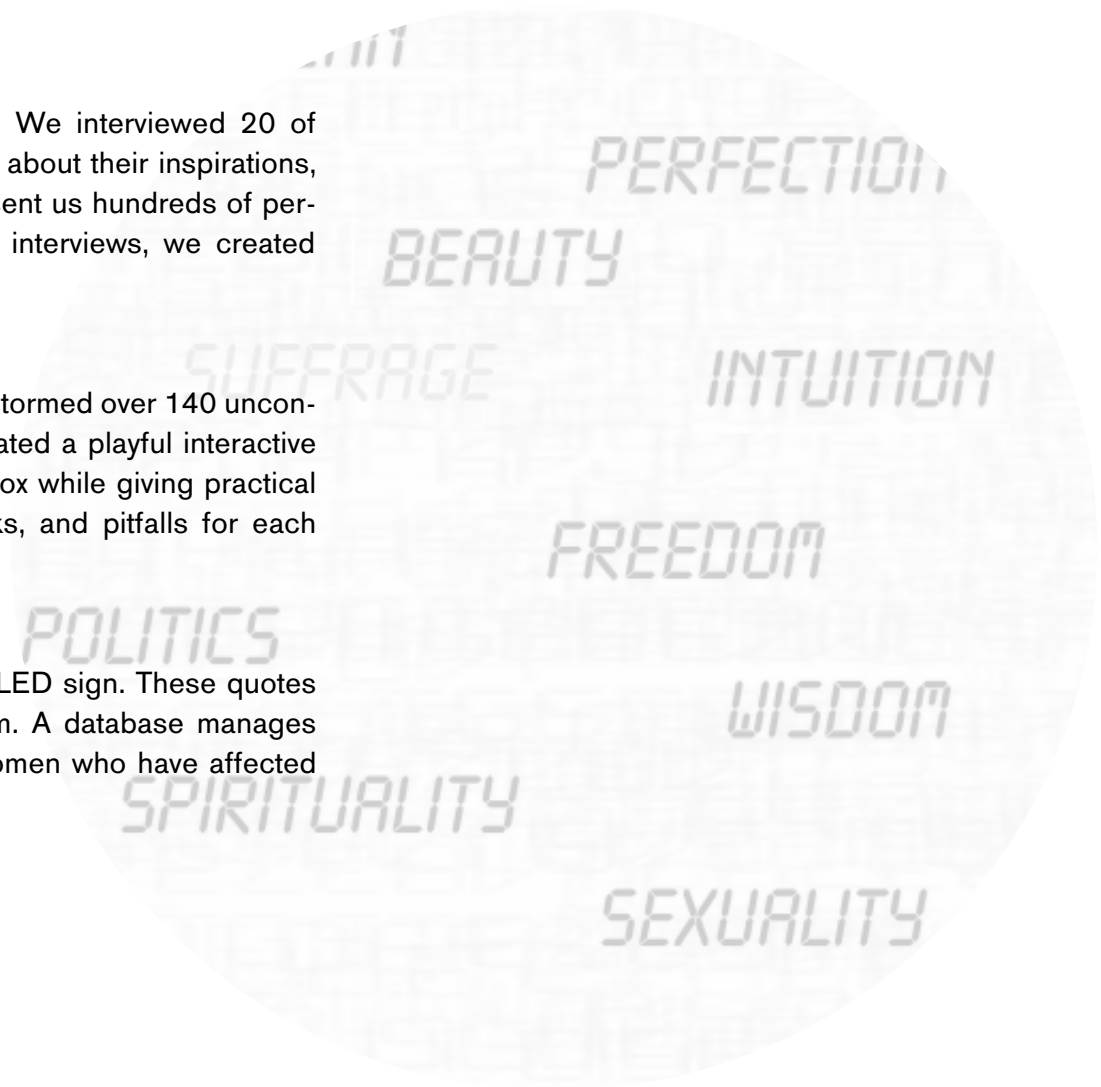 We interviewed 20 of
about their inspirations,
sent us hundreds of per-
interviews, we created
PERFECTION
BEAUTY
SUFFRAGE
INTUITION
stormed over 140 uncon-
ated a playful interactive
ox while giving practical
ks, and pitfalls for each
FREEDOM
POLITICS
LED sign. These quotes
n. A database manages
omen who have affected
WISDOM
SPIRITUALITY
SEXUALITY